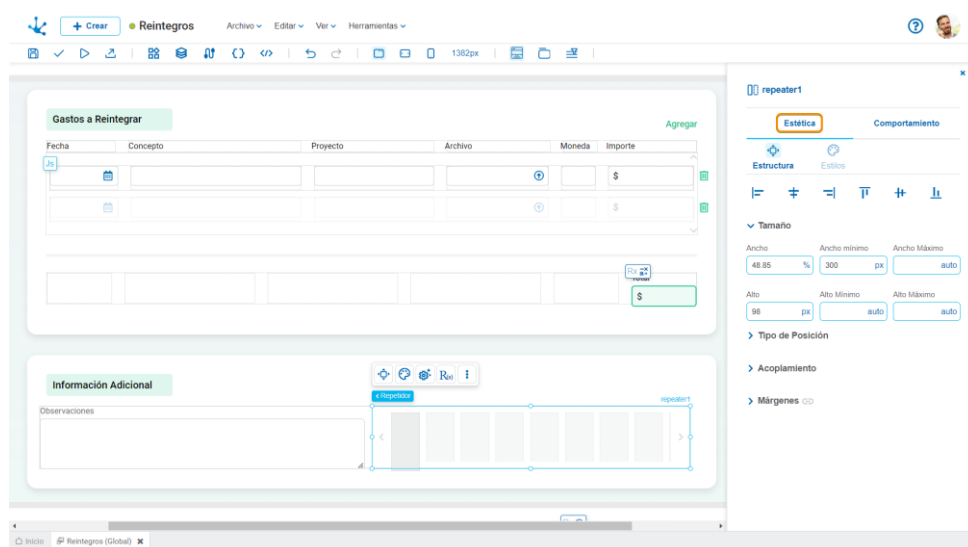 + Crear
Reintegros
Archivo
Editar
Ver
Herramientas
?
1382px
Gastos a Reintegrar
Agregar
Fecha
Concepto
Proyecto
Archivo
Moneda
Importe
Js
$
$
$
Información Adicional
R(x)
Repetidor
repeater1
Observaciones
repeater1
Estética
Comportamiento
Estructura
Estilos
Tamaño
Ancho
Ancho mínimo
Ancho Máximo
48.85 %
300 px
auto
Alto
Alto Mínimo
Alto Máximo
98 px
auto
auto
Tipo de Posición
Acoplamiento
Márgenes
Inicio
Reintegros (Global)